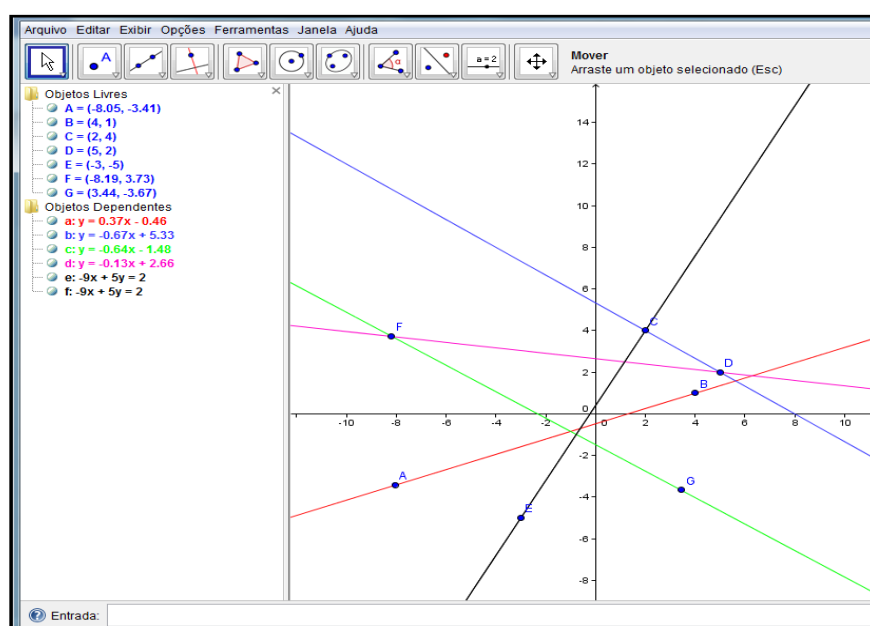 Arquivo Editar Exibir Opções Ferramentas Janela Ajuda
A
α
a = 2
Mover
Arraste um objeto selecionado (Esc)
Objetos Livres
A = (-8.05, -3.41)
B = (4, 1)
C = (2, 4)
D = (5, 2)
E = (-3, -5)
F = (-8.19, 3.73)
G = (3.44, -3.67)
Objetos Dependentes
a: y = 0.37x - 0.46
b: y = -0.67x + 5.33
c: y = -0.64x - 1.48
d: y = -0.13x + 2.66
e: -9x + 5y = 2
f: -9x + 5y = 2
14
12
10
8
6
4
2
0
-2
-4
-6
-8
-10 -8 -6 -4 -2 0 2 4 6 8 10
F
C
D
B
A
G
E
Entrada: